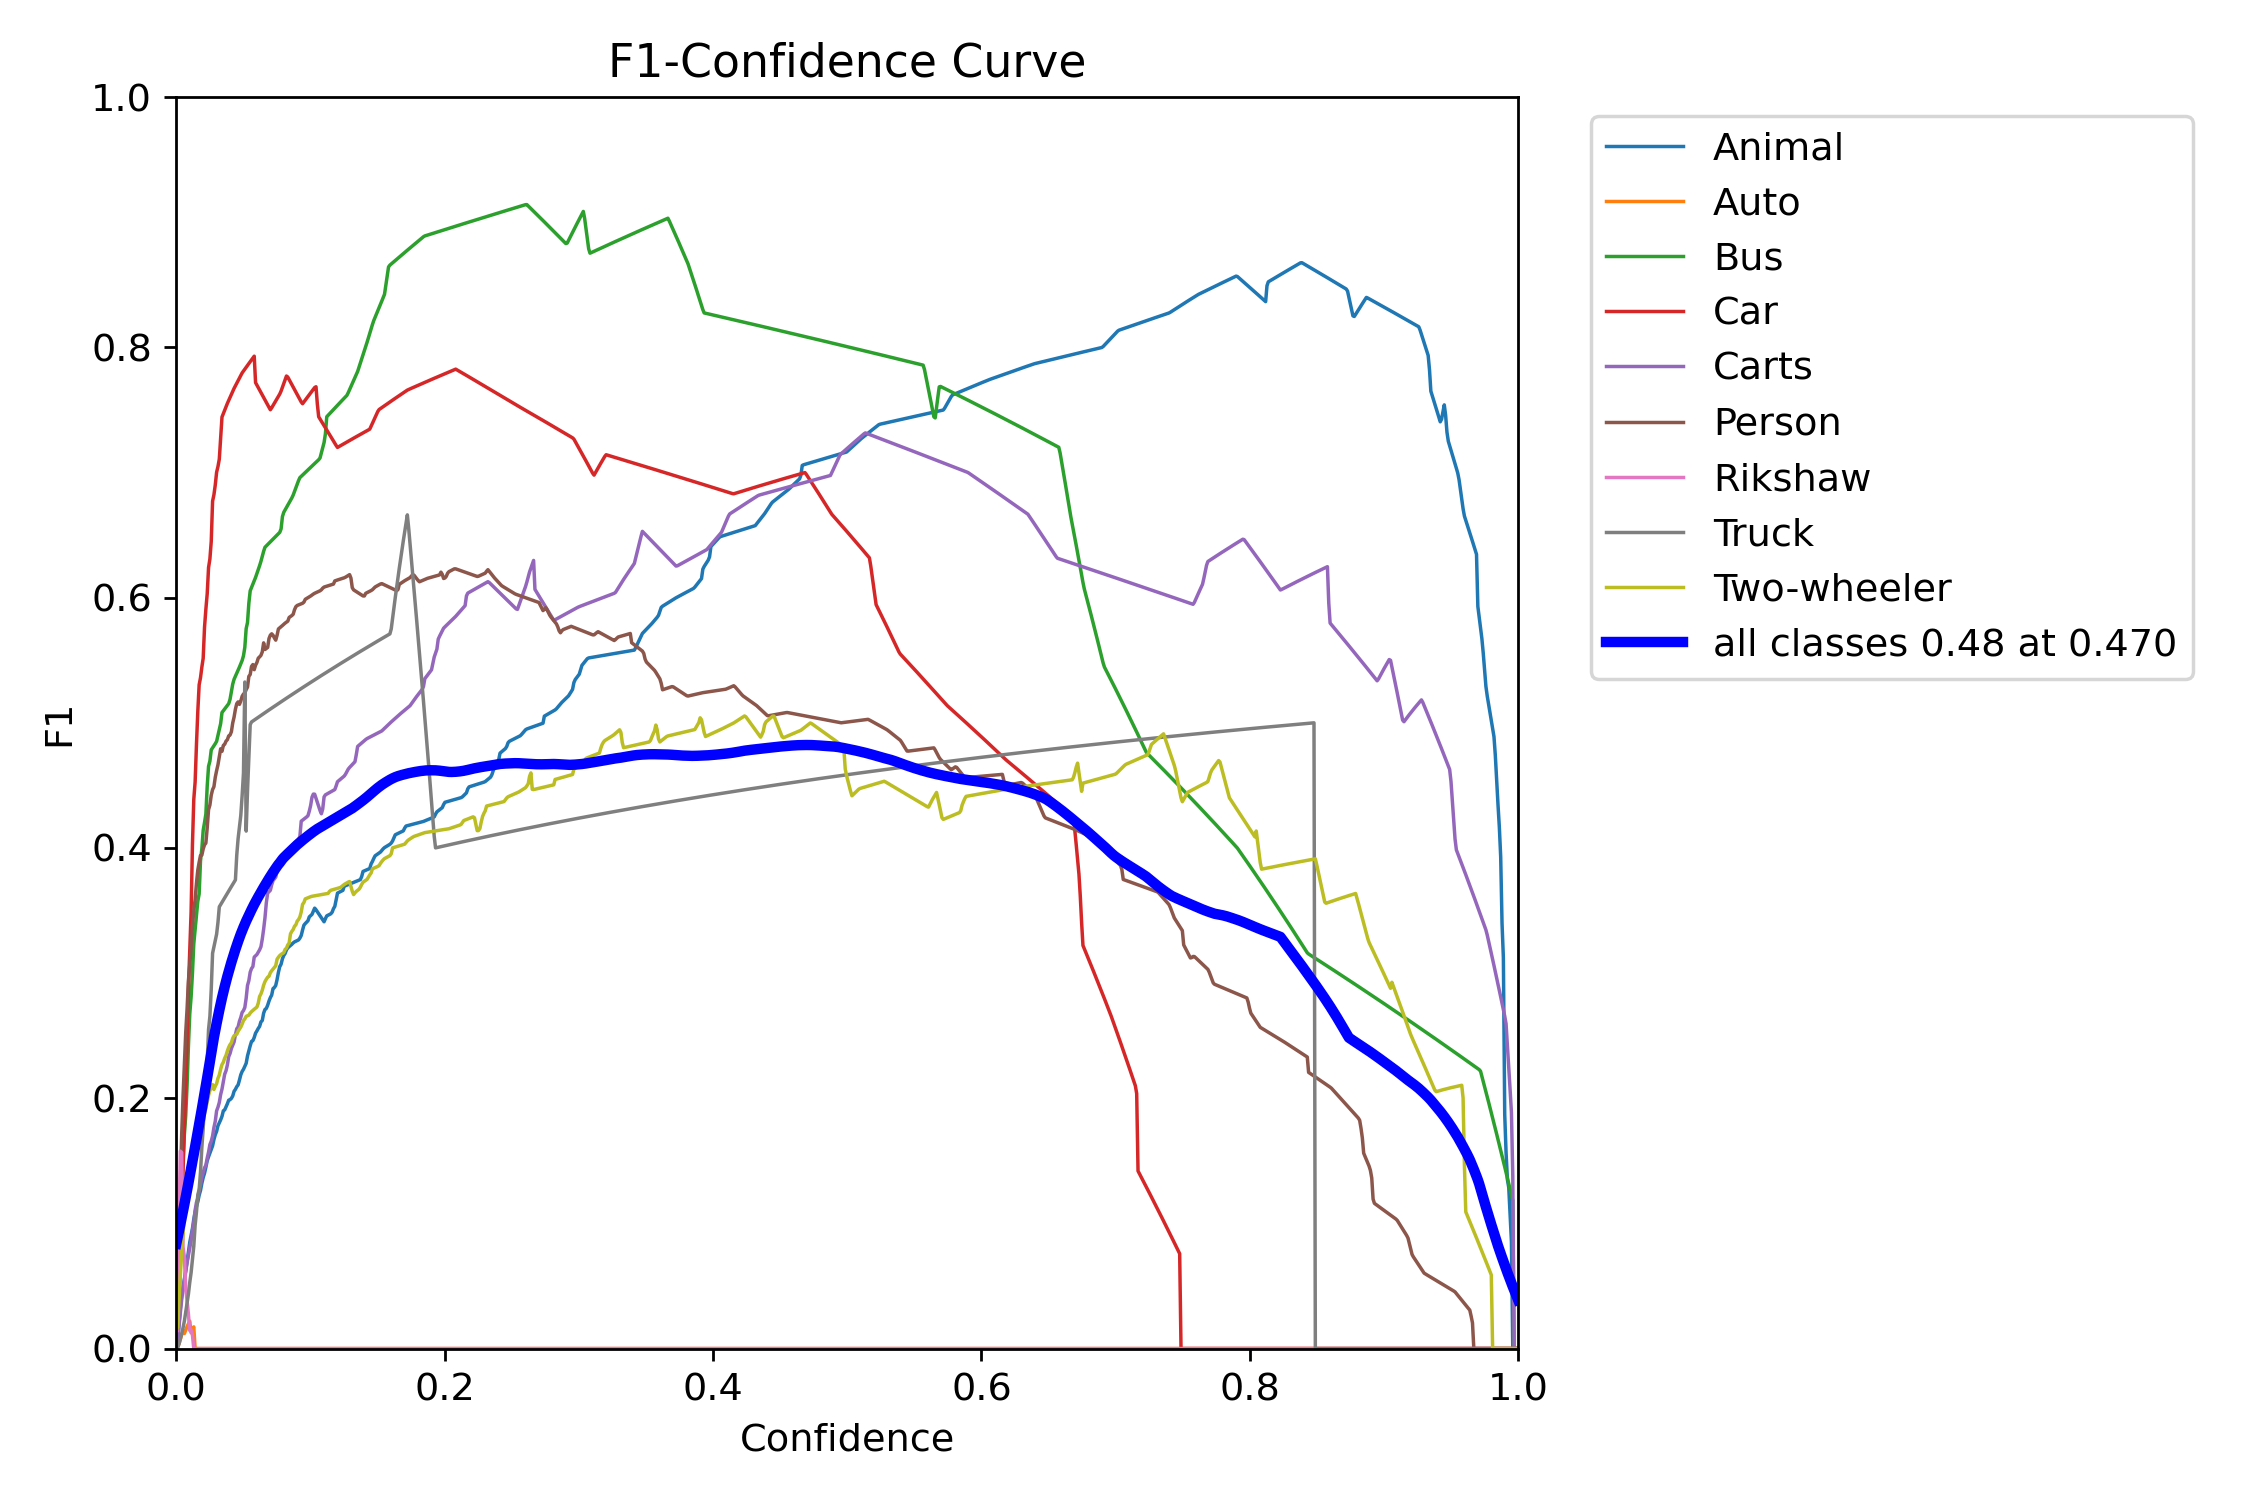 F1-Confidence Curve
1.0
0.8
0.6
0.4
0.2
0.0
F1
0.0 0.2 0.4 0.6 0.8 1.0
Confidence
Animal
Auto
Bus
Car
Carts
Person
Rikshaw
Truck
Two-wheeler
all classes 0.48 at 0.470